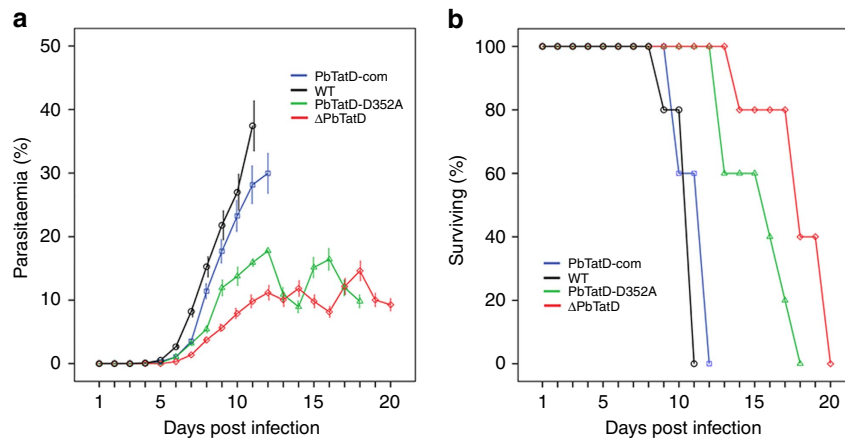 a
50
40
30
20
10
0
Parasitaemia (%)
PbTatD-com
WT
PbTatD-D352A
ΔPbTatD
1 5 10 15 20
Days post infection
b
100
80
60
40
20
0
Surviving (%)
PbTatD-com
WT
PbTatD-D352A
ΔPbTatD
1 5 10 15 20
Days post infection